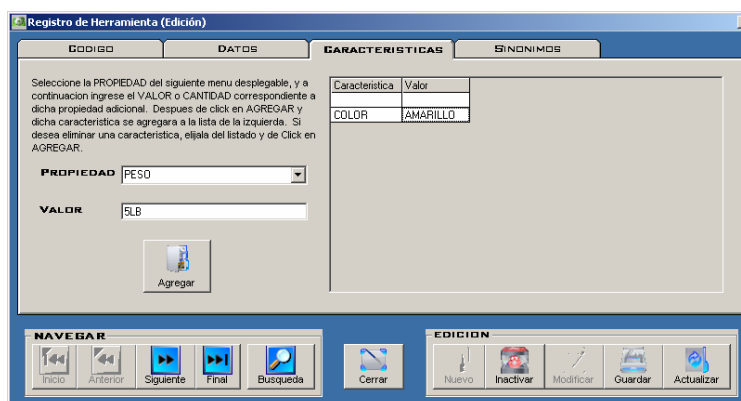 Registro de Herramienta (Edición)
CODIGO DATOS CARACTERISTICAS SINONIMOS
Seleccione la PROPIEDAD del siguiente menu desplegable, y a
continuacion ingrese el VALOR o CANTIDAD correspondiente a
dicha propiedad adicional. Despues de click en AGREGAR y
dicha caracteristica se agregara a la lista de la izquierda. Si
desea eliminar una caracteristica, elijala del listado y de Click en
AGREGAR.
PROPIEDAD PESO
VALOR 5LB
Agregar
Caracteristica Valor
COLOR AMARILLO
NAVEGAR
Inicio Anterior Siguiente Final Busqueda
Cerrar
EDICION
Nuevo Inactivar Modificar Guardar Actualizar